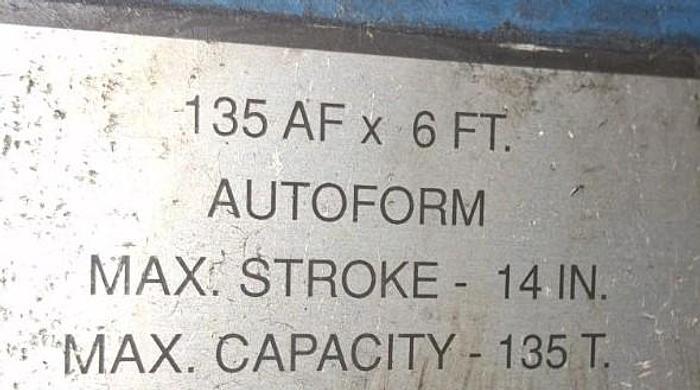 135 AF x 6 FT.
AUTOFORM
MAX. STROKE - 14 IN.
MAX. CAPACITY - 135 T.